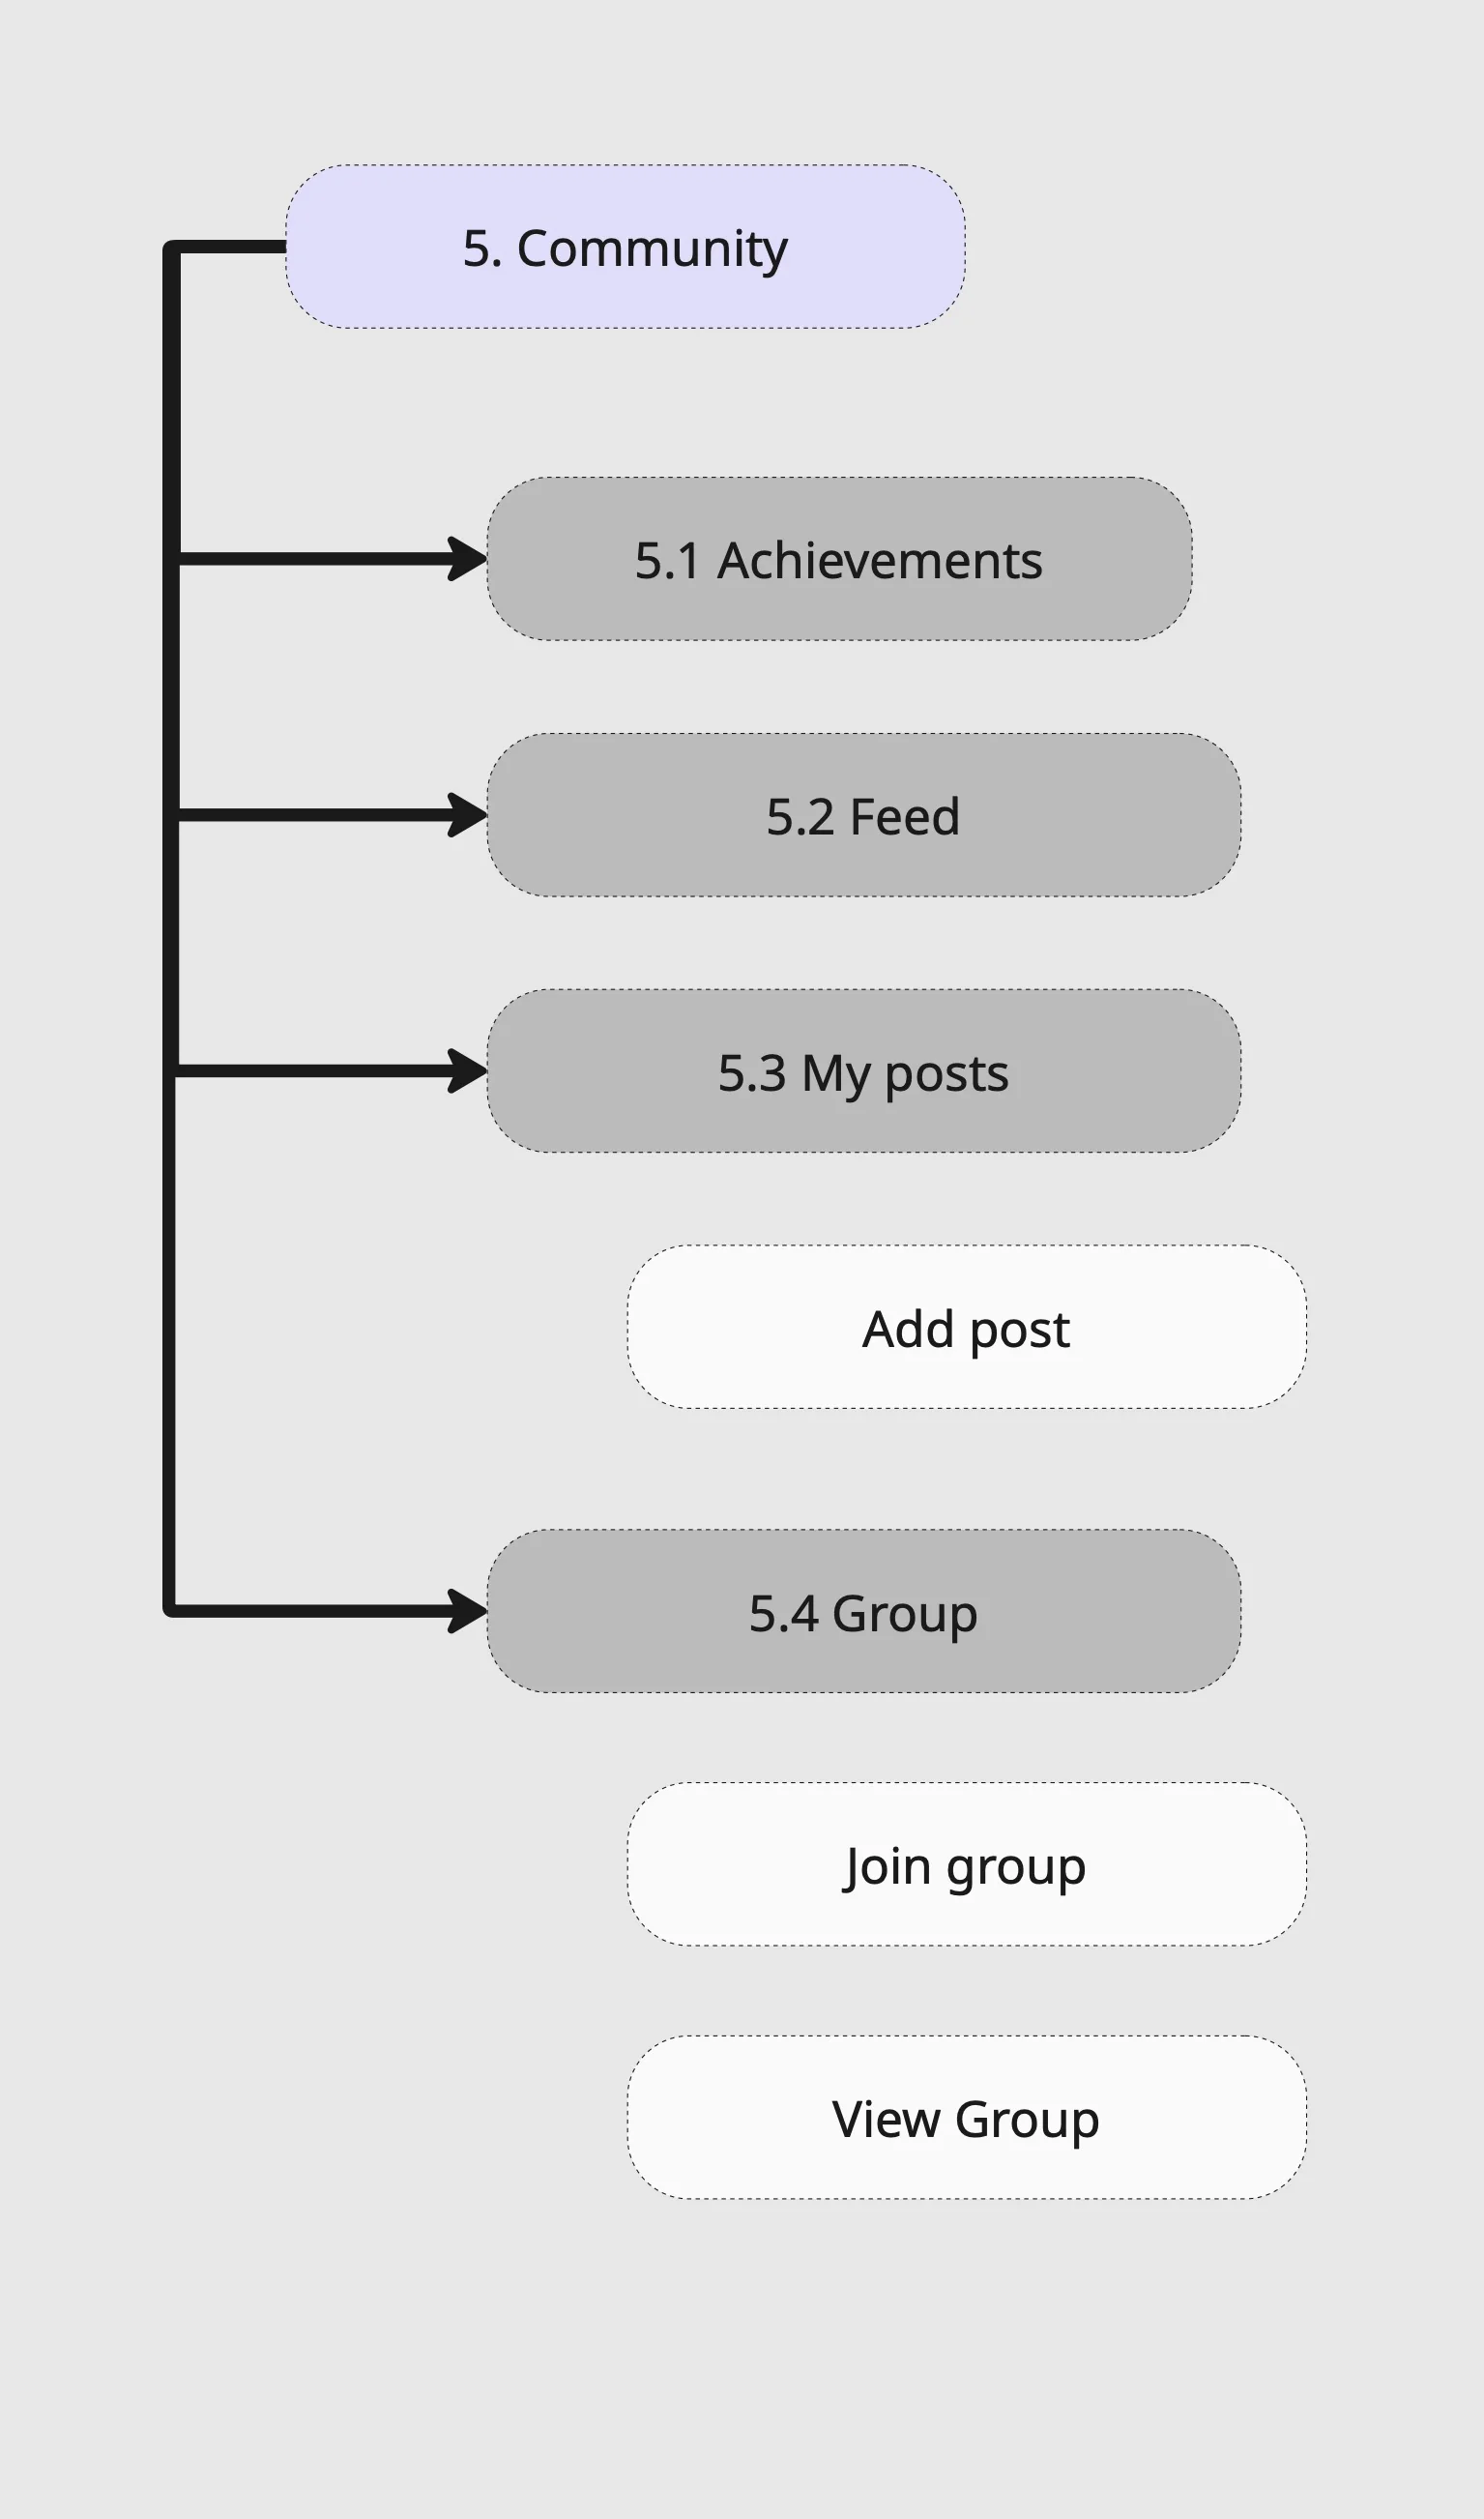 5. Community
5.1 Achievements
5.2 Feed
5.3 My posts
Add post
5.4 Group
Join group
View Group